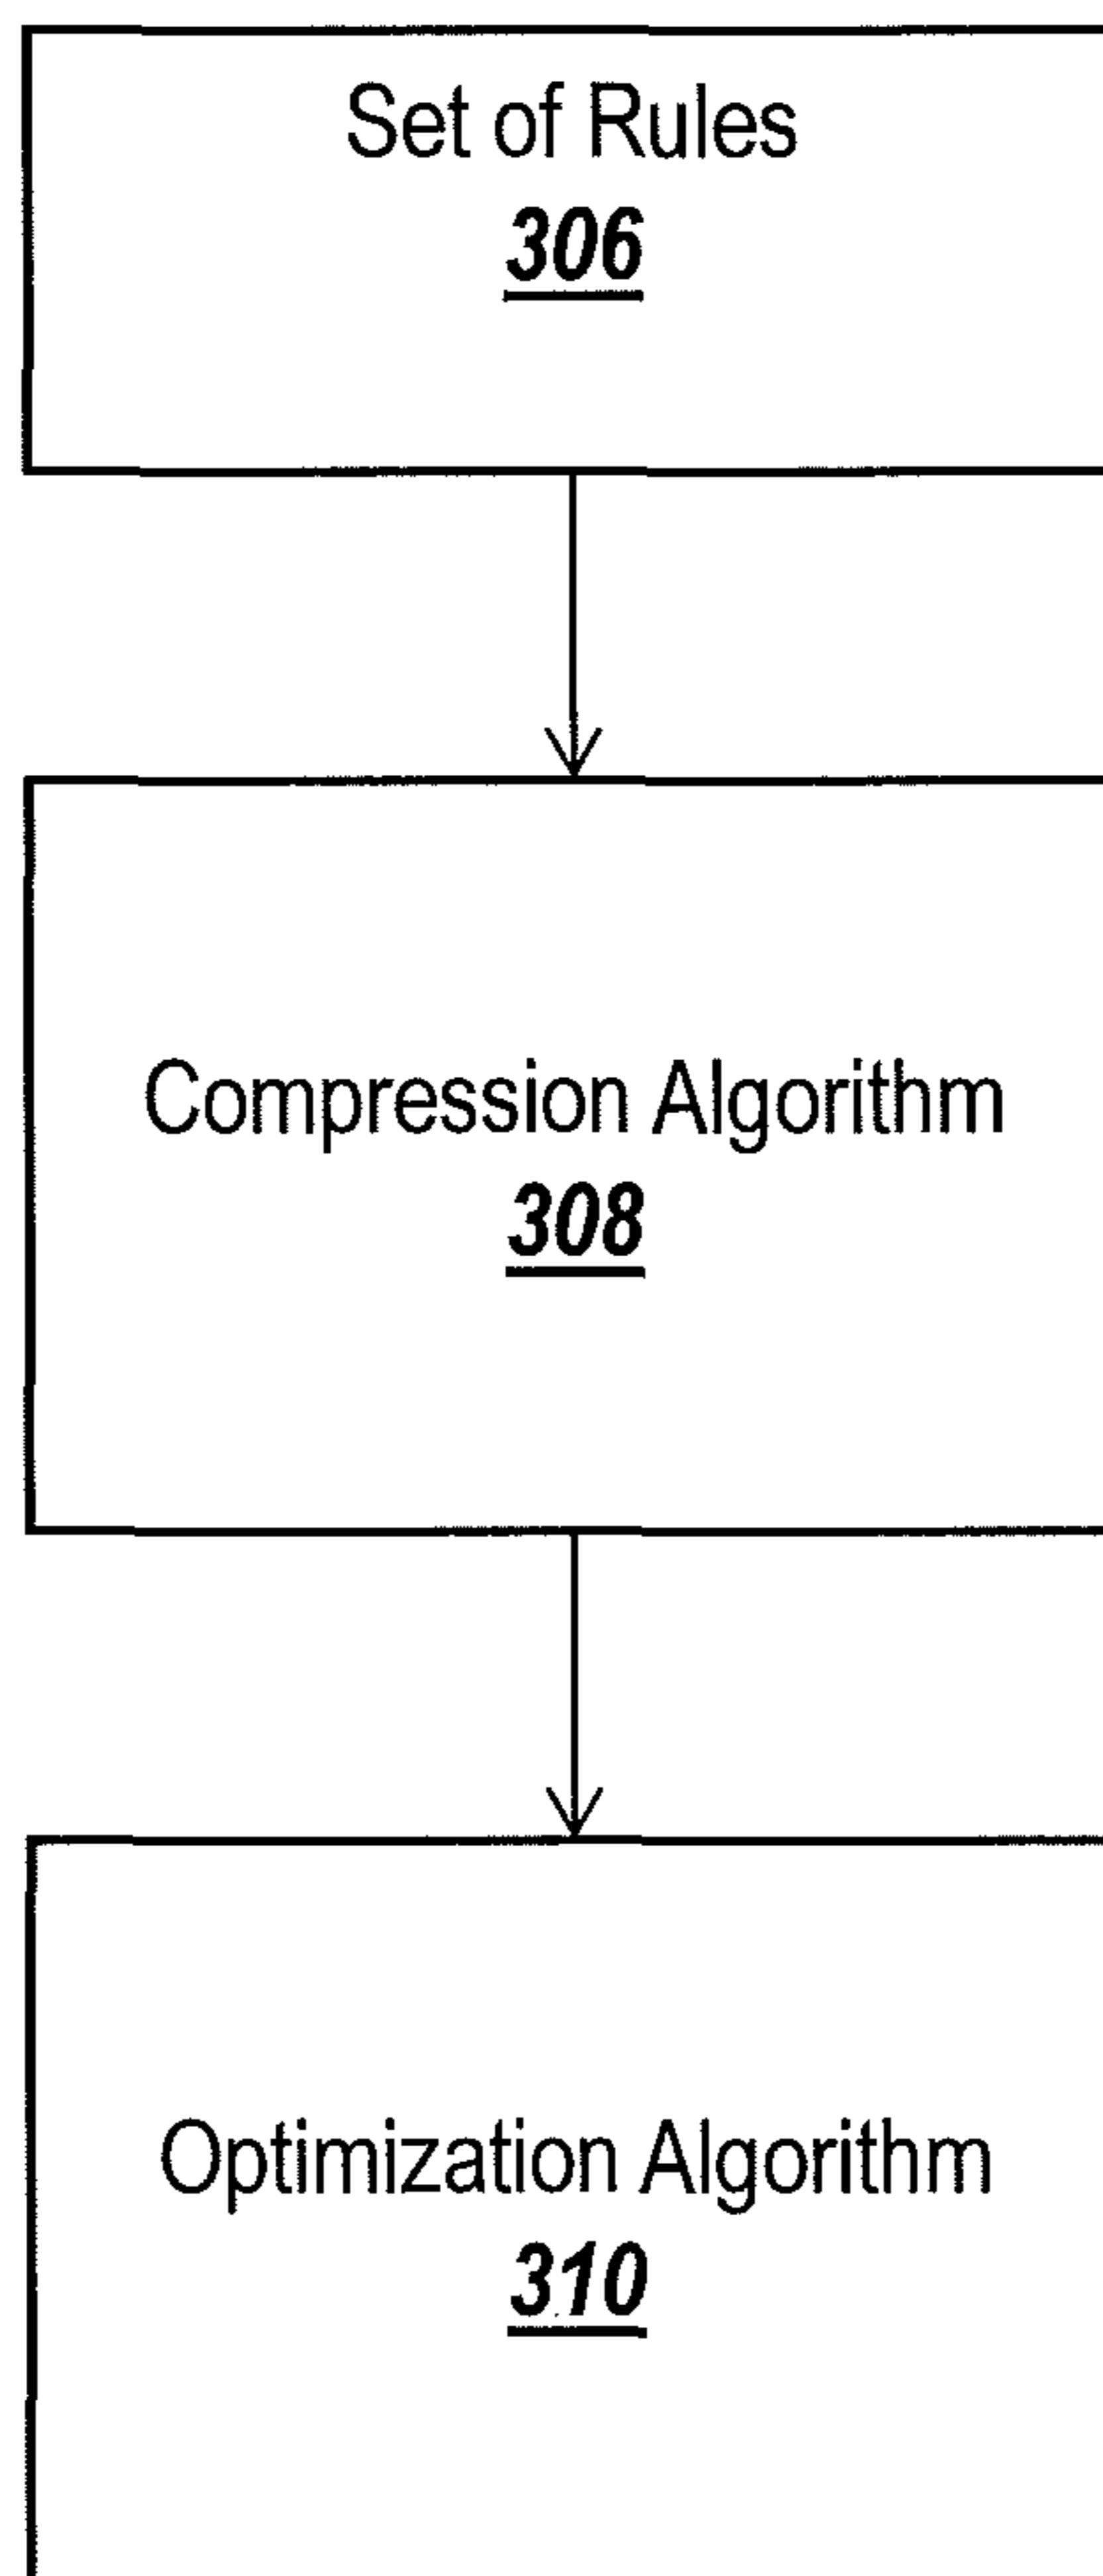 Set of Rules
306
Compression Algorithm
308
Optimization Algorithm
310